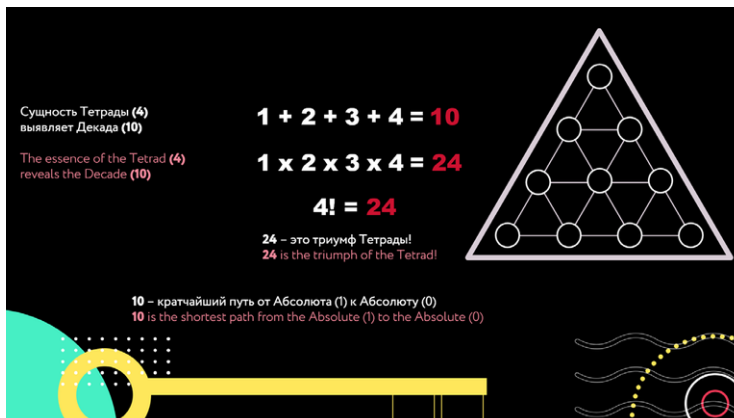 Сущность Тетрады (4)
выявляет Декада (10)
The essence of the Tetrad (4)
reveals the Decade (10)
1 + 2 + 3 + 4 = 10
1 x 2 x 3 x 4 = 24
4! = 24
24 – это триумф Тетрады!
24 is the triumph of the Tetrad!
10 – кратчайший путь от Абсолюта (1) к Абсолюту (0)
10 is the shortest path from the Absolute (1) to the Absolute (0)